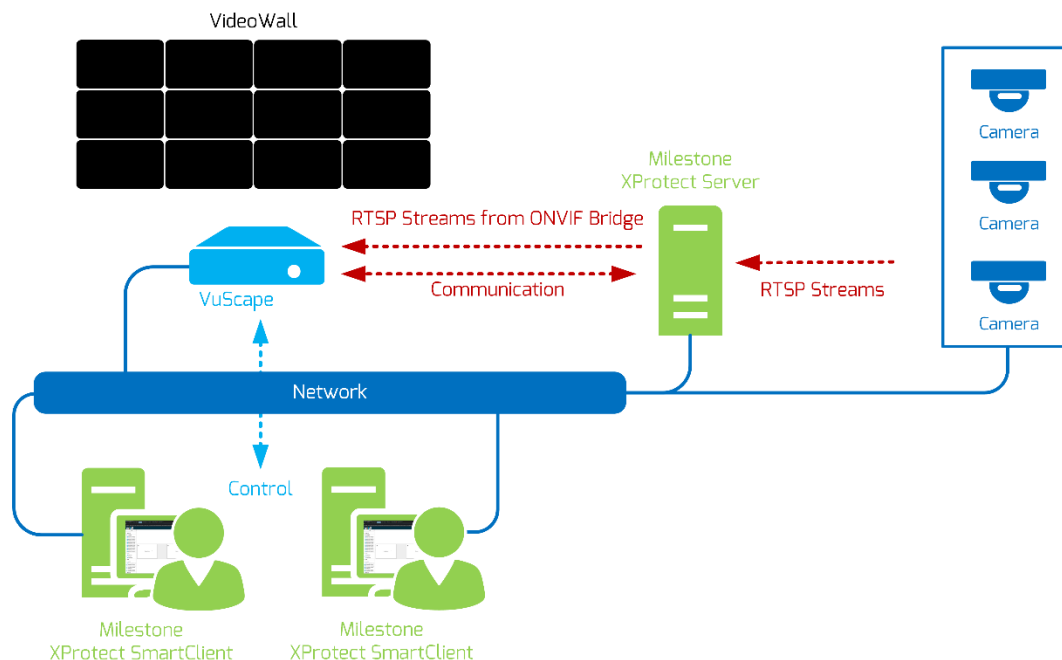 VideoWall
Camera
Milestone
XProtect Server
Camera
RTSP Streams from ONVIF Bridge
Communication
RTSP Streams
VuScape
Camera
Network
Control
Milestone
XProtect SmartClient
Milestone
XProtect SmartClient